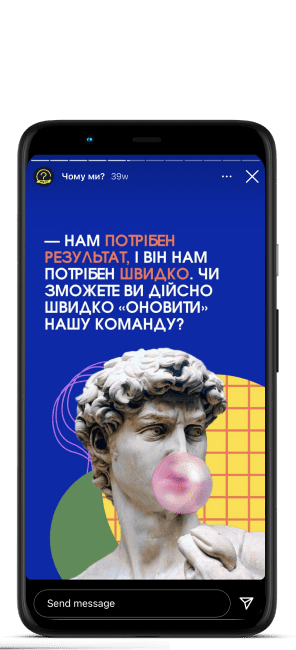 Чому ми? 39w
— НАМ ПОТРІБЕН
РЕЗУЛЬТАТ, І ВІН НАМ
ПОТРІБЕН ШВИДКО. ЧИ
ЗМОЖЕТЕ ВИ ДІЙСНО
ШВИДКО «ОНОВИТИ»
НАШУ КОМАНДУ?
Send message